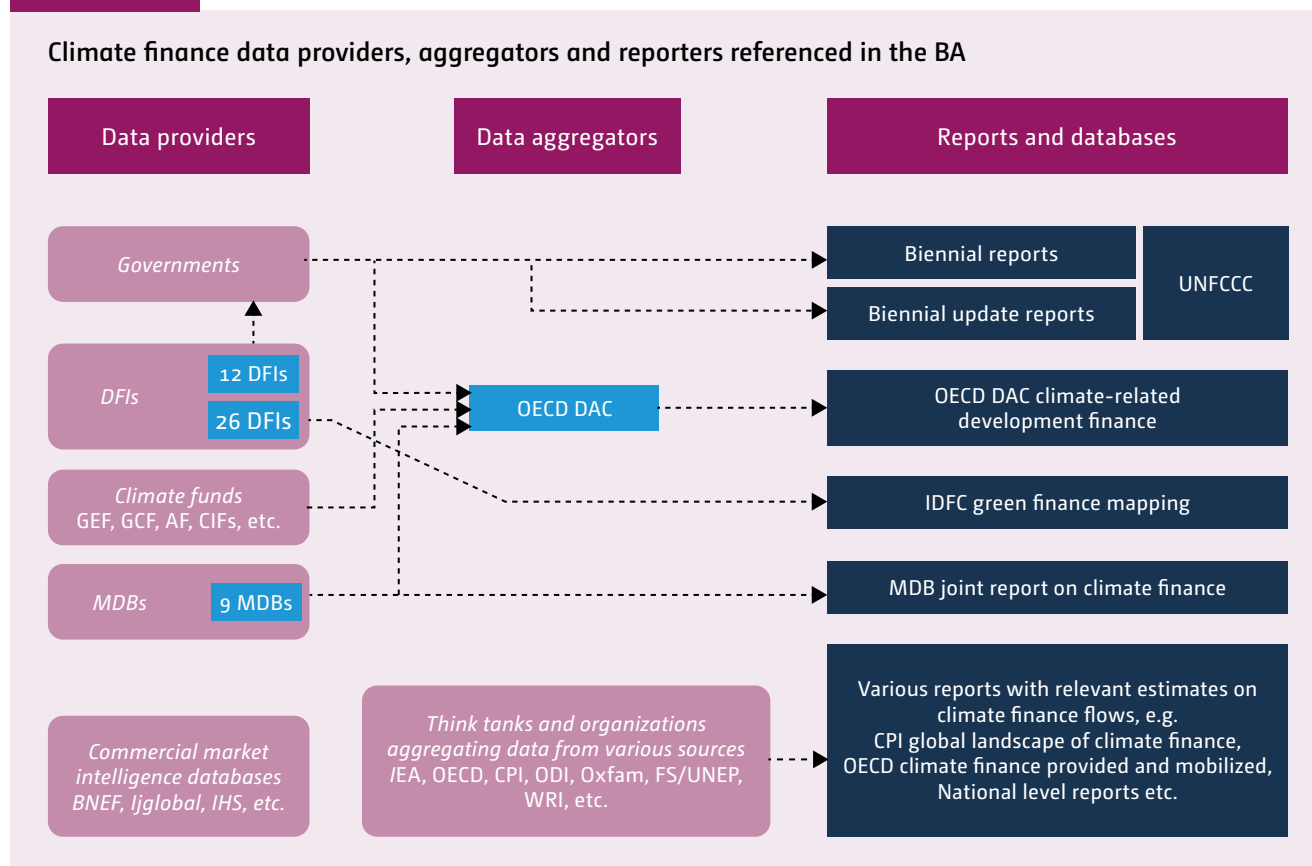 Climate finance data providers, aggregators and reporters referenced in the BA
Data providers
Data aggregators
Reports and databases
Governments
Biennial reports
Biennial update reports
UNFCCC
DFIs
12 DFIs
26 DFIs
OECD DAC
OECD DAC climate-related
development finance
Climate funds
GEF, GCF, AF, CIFs, etc.
IDFC green finance mapping
MDBs
9 MDBs
MDB joint report on climate finance
Commercial market
intelligence databases
BNEF, Ijglobal, IHS, etc.
Think tanks and organizations
aggregating data from various sources
IEA, OECD, CPI, ODI, Oxfam, FS/UNEP,
WRI, etc.
Various reports with relevant estimates on
climate finance flows, e.g.
CPI global landscape of climate finance,
OECD climate finance provided and mobilized,
National level reports etc.